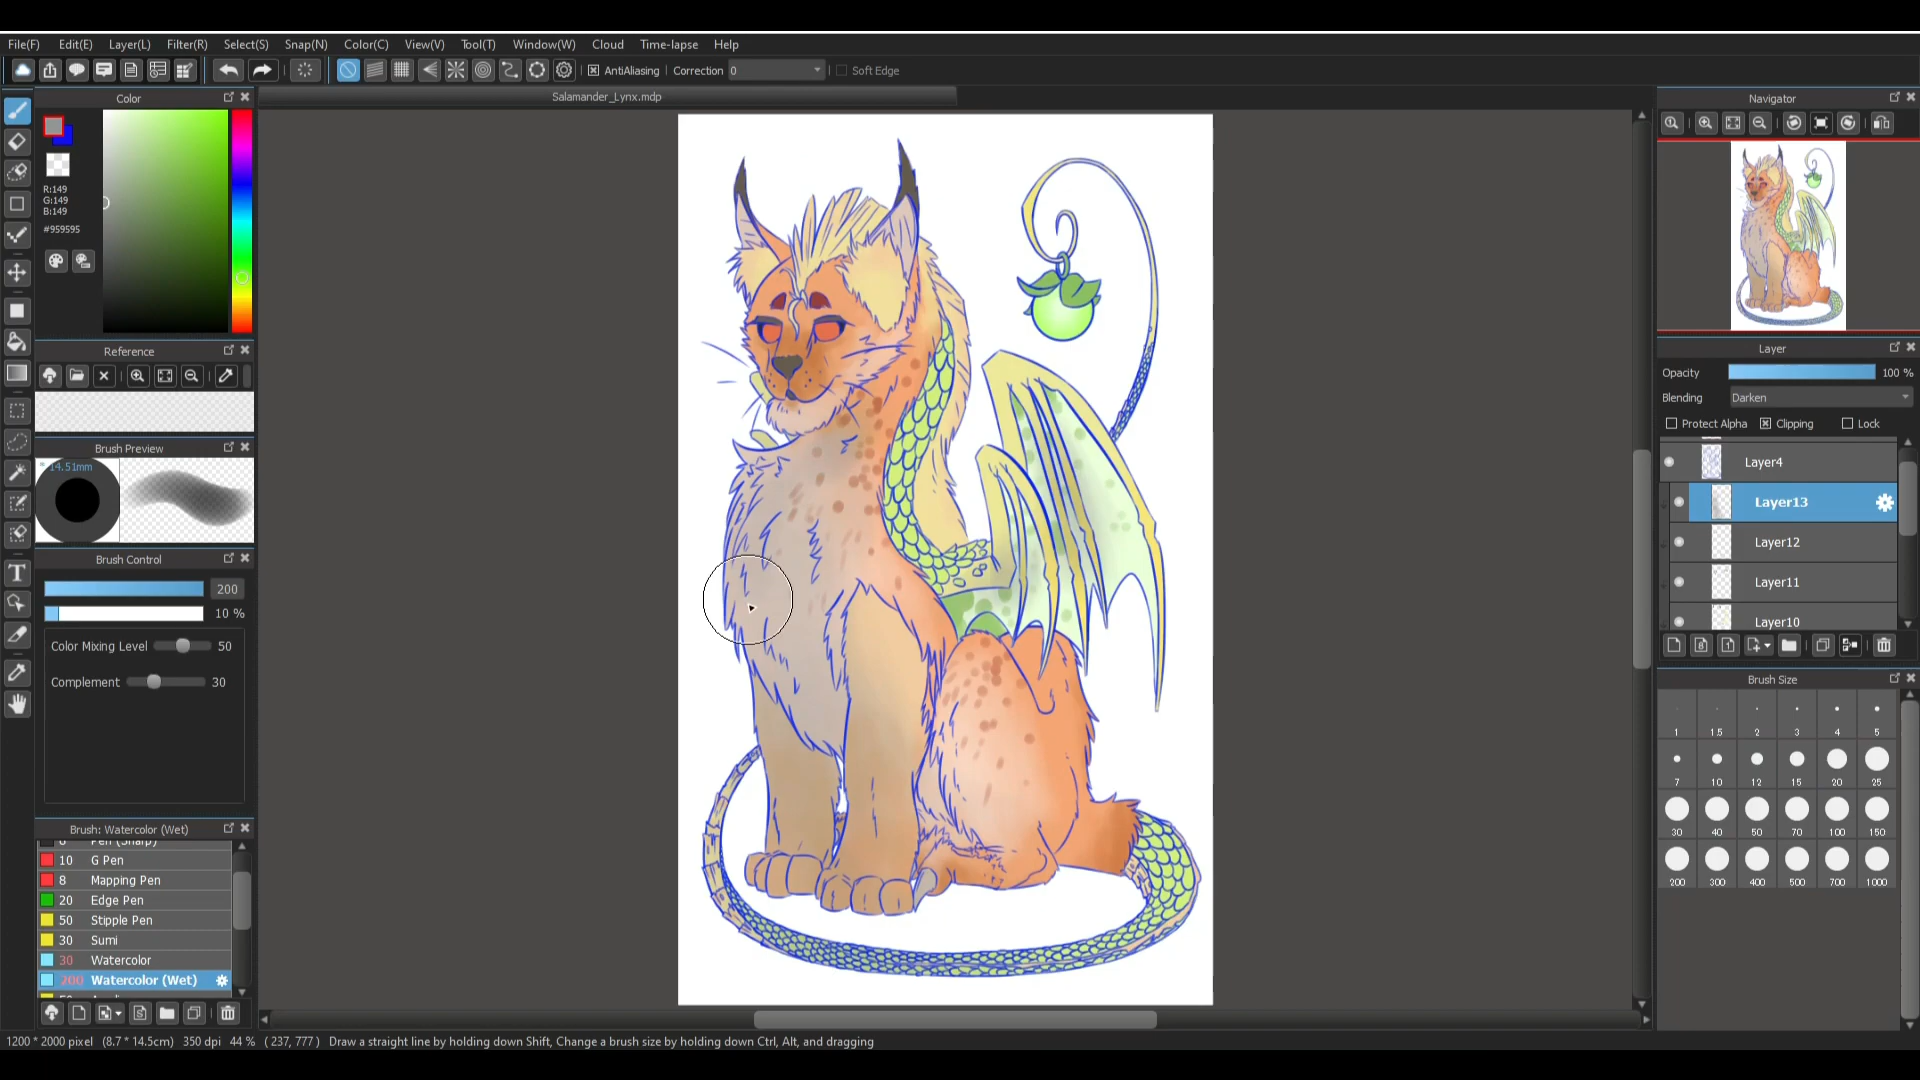 File(F) Edit(E) Layer(L) Filter(R) Select(S) Snap(N) Color(C) View(V) Tool(T) Window(W) Cloud Time-lapse Help
AntiAliasing Correction 0 Soft Edge
Color
Salamander_Lynx.mdp
Navigator
R:149
G:149
B:149
#959595
Reference
Layer
Opacity 100 %
Blending Darken
Protect Alpha Clipping Lock
Brush Preview
14.51mm
Layer4
Layer13
Layer12
Layer11
Layer10
Brush Control
200
10 %
Color Mixing Level 50
Complement 30
Brush Size
1 1.5 2 3 4 5
7 10 12 15 20 25
30 40 50 70 100 150
200 300 400 500 700 1000
Brush: Watercolor (Wet)
Pen (Sharp)
10 G Pen
8 Mapping Pen
20 Edge Pen
50 Stipple Pen
30 Sumi
30 Watercolor
200 Watercolor (Wet)
1200 * 2000 pixel (8.7 * 14.5cm) 350 dpi 44 % ( 237, 777 ) Draw a straight line by holding down Shift, Change a brush size by holding down Ctrl, Alt, and dragging